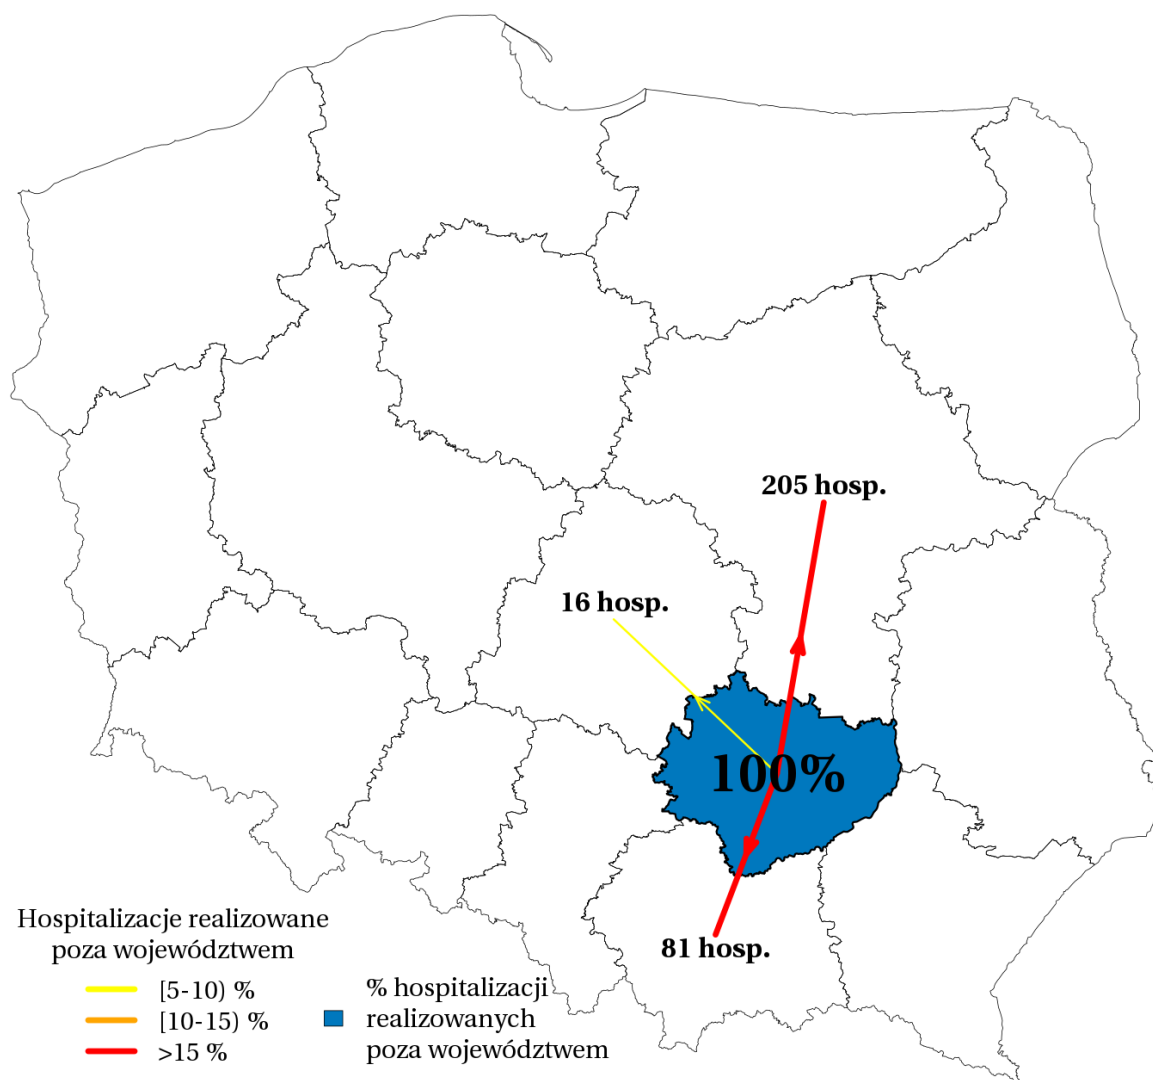 205 hosp.
16 hosp.
100%
81 hosp.
Hospitalizacje realizowane
poza województwem
[5-10) %
[10-15) %
>15 %
% hospitalizacji
realizowanych
poza województwem